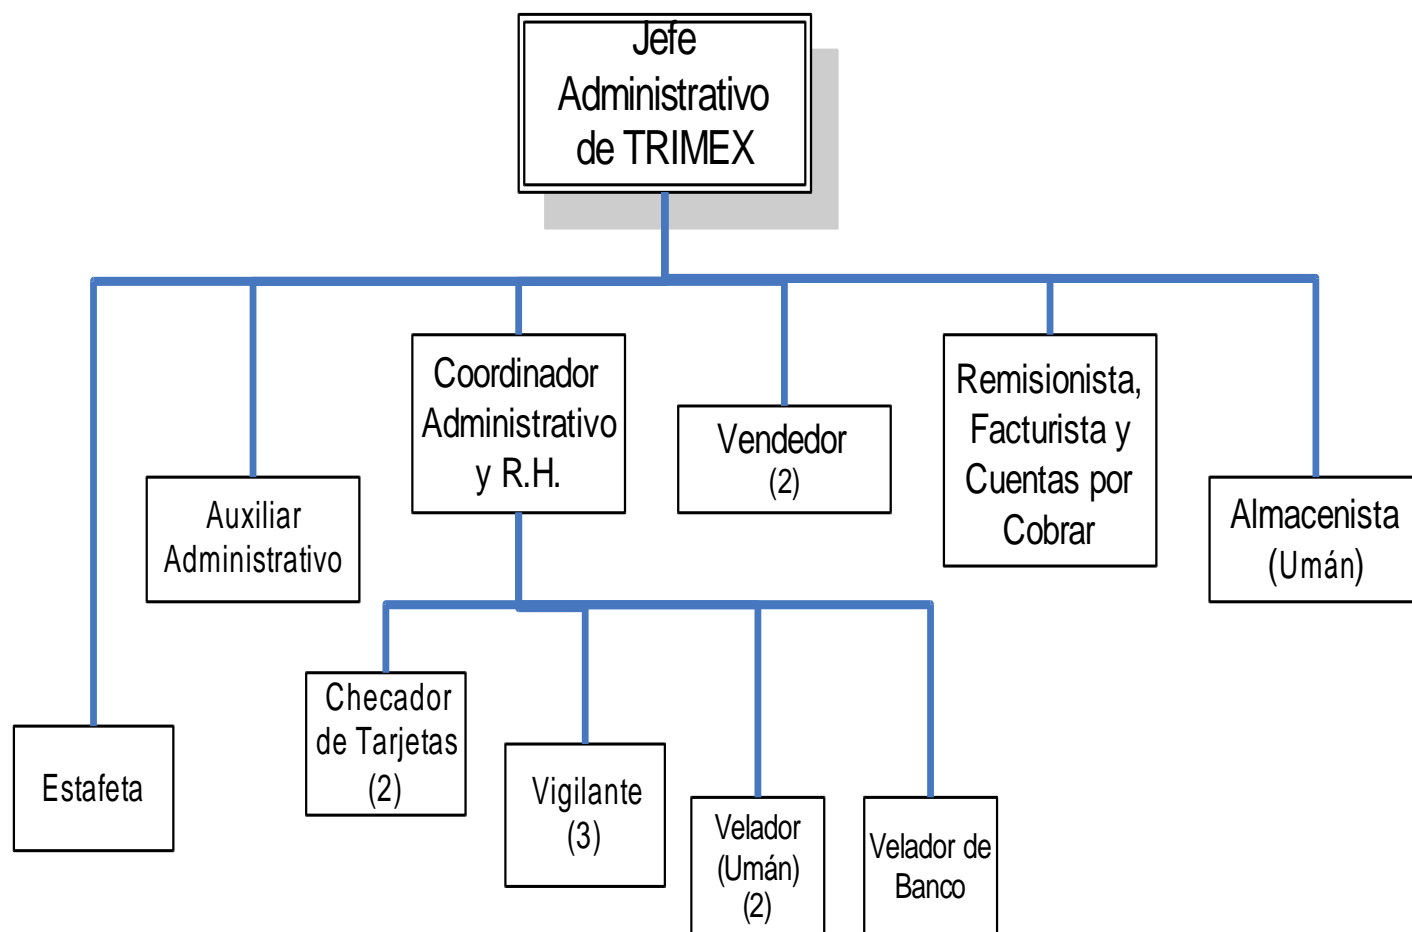 Jefe
Administrativo
de TRIMEX
Coordinador
Administrativo
y R.H.
Vendedor
(2)
Remisionista,
Facturista y
Cuentas por
Cobrar
Auxiliar
Administrativo
Almacenista
(Umán)
Estafeta
Checador
de Tarjetas
(2)
Vigilante
(3)
Velador
(Umán)
(2)
Velador de
Banco